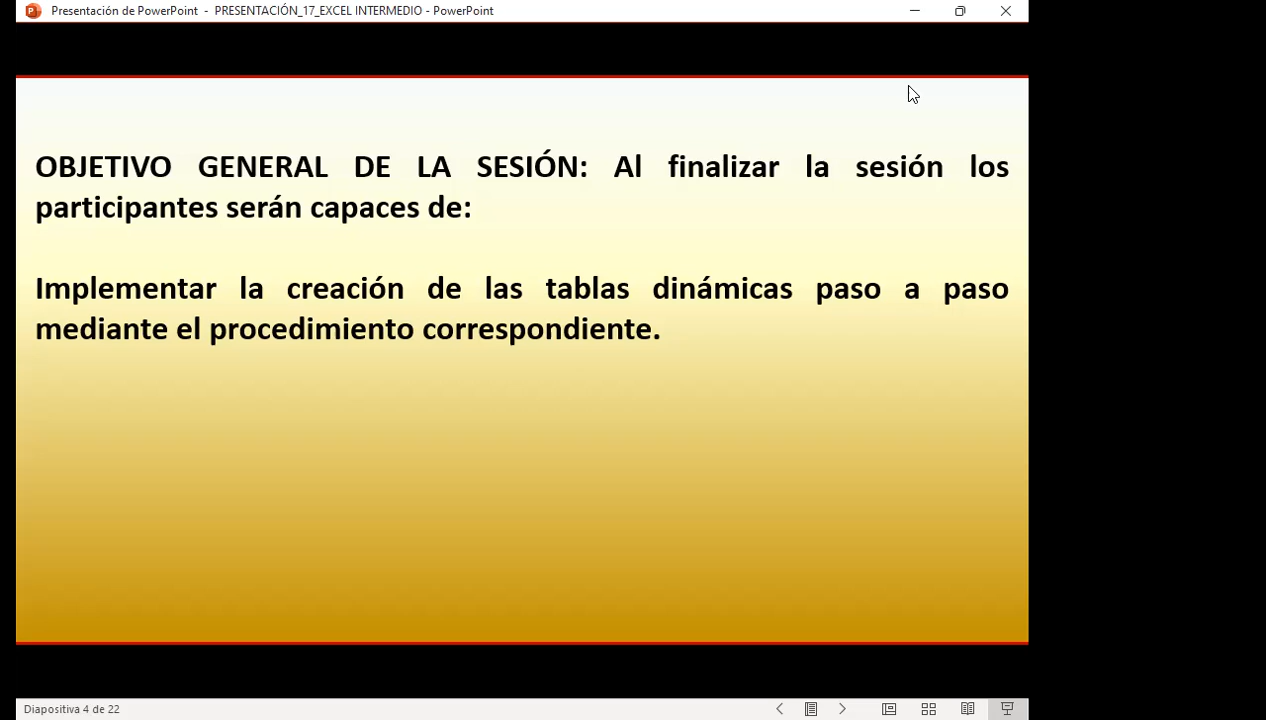 Presentación de PowerPoint - PRESENTACIÓN_17_EXCEL INTERMEDIO - PowerPoint
OBJETIVO GENERAL DE LA SESIÓN: Al finalizar la sesión los
participantes serán capaces de:
Implementar la creación de las tablas dinámicas paso a paso
mediante el procedimiento correspondiente.
Diapositiva 4 de 22